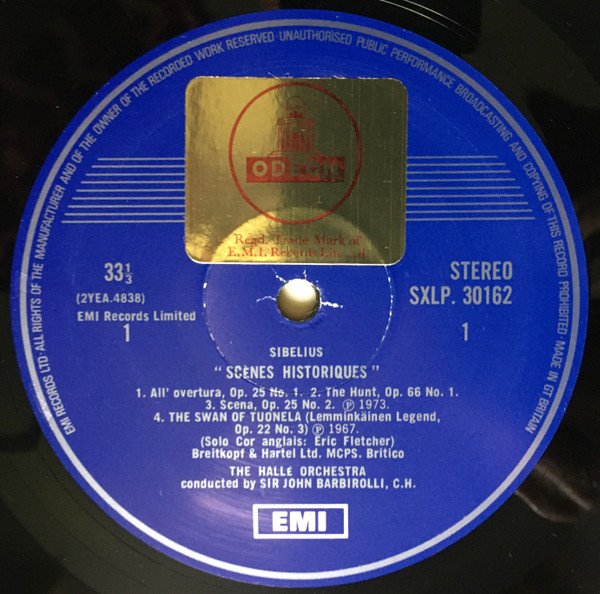 EMI RECORDS LTD · ALL RIGHTS OF THE MANUFACTURER AND OF THE OWNER OF THE RECORDED WORK RESERVED · UNAUTHORISED PUBLIC PERFORMANCE BROADCASTING AND COPYING OF THIS RECORD PROHIBITED · MADE IN GT BRITAIN
ODEON
Regd. Trade Mark of
E.M.I. Records
33 1/3
STEREO
(2YEA.4838)
SXLP. 30162
EMI Records Limited
1
1
SIBELIUS
"SCÈNES HISTORIQUES"
1. All' overtura, Op. 25 No. 1. 2. The Hunt, Op. 66 No. 1.
3. Scena, Op. 25 No. 2. ℗ 1973.
4. THE SWAN OF TUONELA (Lemminkäinen Legend,
Op. 22 No. 3) ℗ 1967.
(Solo Cor anglais: Eric Fletcher)
Breitkopf & Hartel Ltd. MCPS. Britico
THE HALLE ORCHESTRA
conducted by SIR JOHN BARBIROLLI, C.H.
EMI